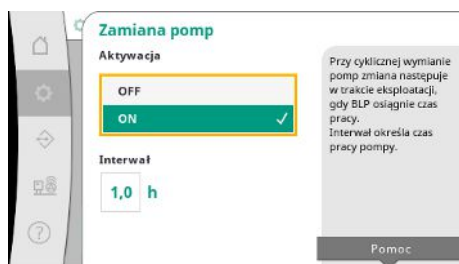 Zamiana pomp
Aktywacja
OFF
ON
Interwał
1,0 h
Przy cyklicznej wymianie
pomp zmiana następuje
w trakcie eksploatacji,
gdy BLP osiągnie czas
pracy.
Interwał określa czas
pracy pompy.
Pomoc